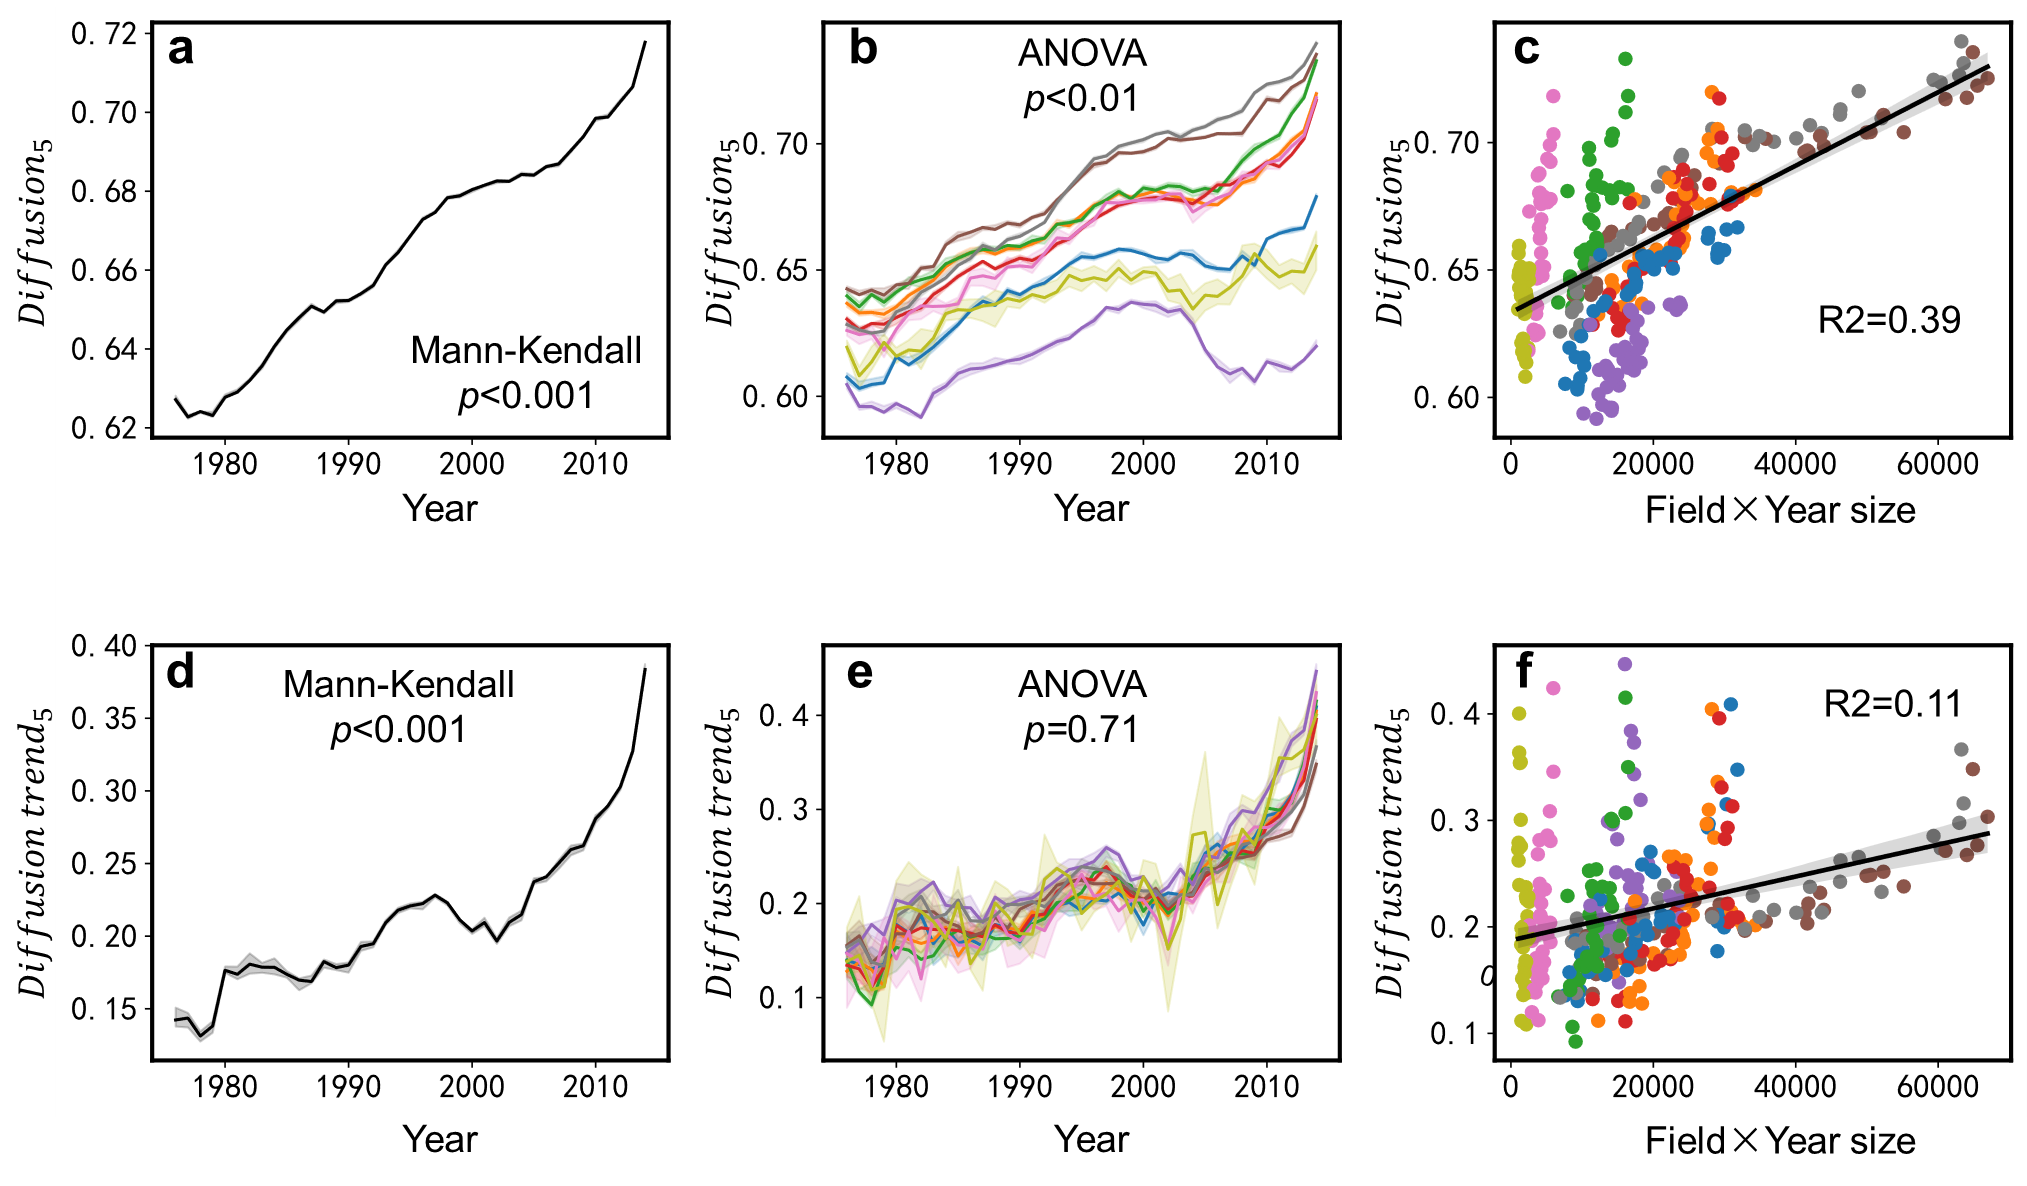 a
Mann-Kendall
p<0.001
0.72
0.70
0.68
0.66
0.64
0.62
Diffusion5
1980 1990 2000 2010
Year
b
ANOVA
p<0.01
0.70
0.65
0.60
Diffusion5
1980 1990 2000 2010
Year
c
R2=0.39
0.70
0.65
0.60
Diffusion5
0 20000 40000 60000
Field×Year size
d
Mann-Kendall
p<0.001
0.40
0.35
0.30
0.25
0.20
0.15
Diffusion trend5
1980 1990 2000 2010
Year
e
ANOVA
p=0.71
0.4
0.3
0.2
0.1
Diffusion trend5
1980 1990 2000 2010
Year
f
R2=0.11
0.4
0.3
0.2
0
0.1
Diffusion trend5
0 20000 40000 60000
Field×Year size